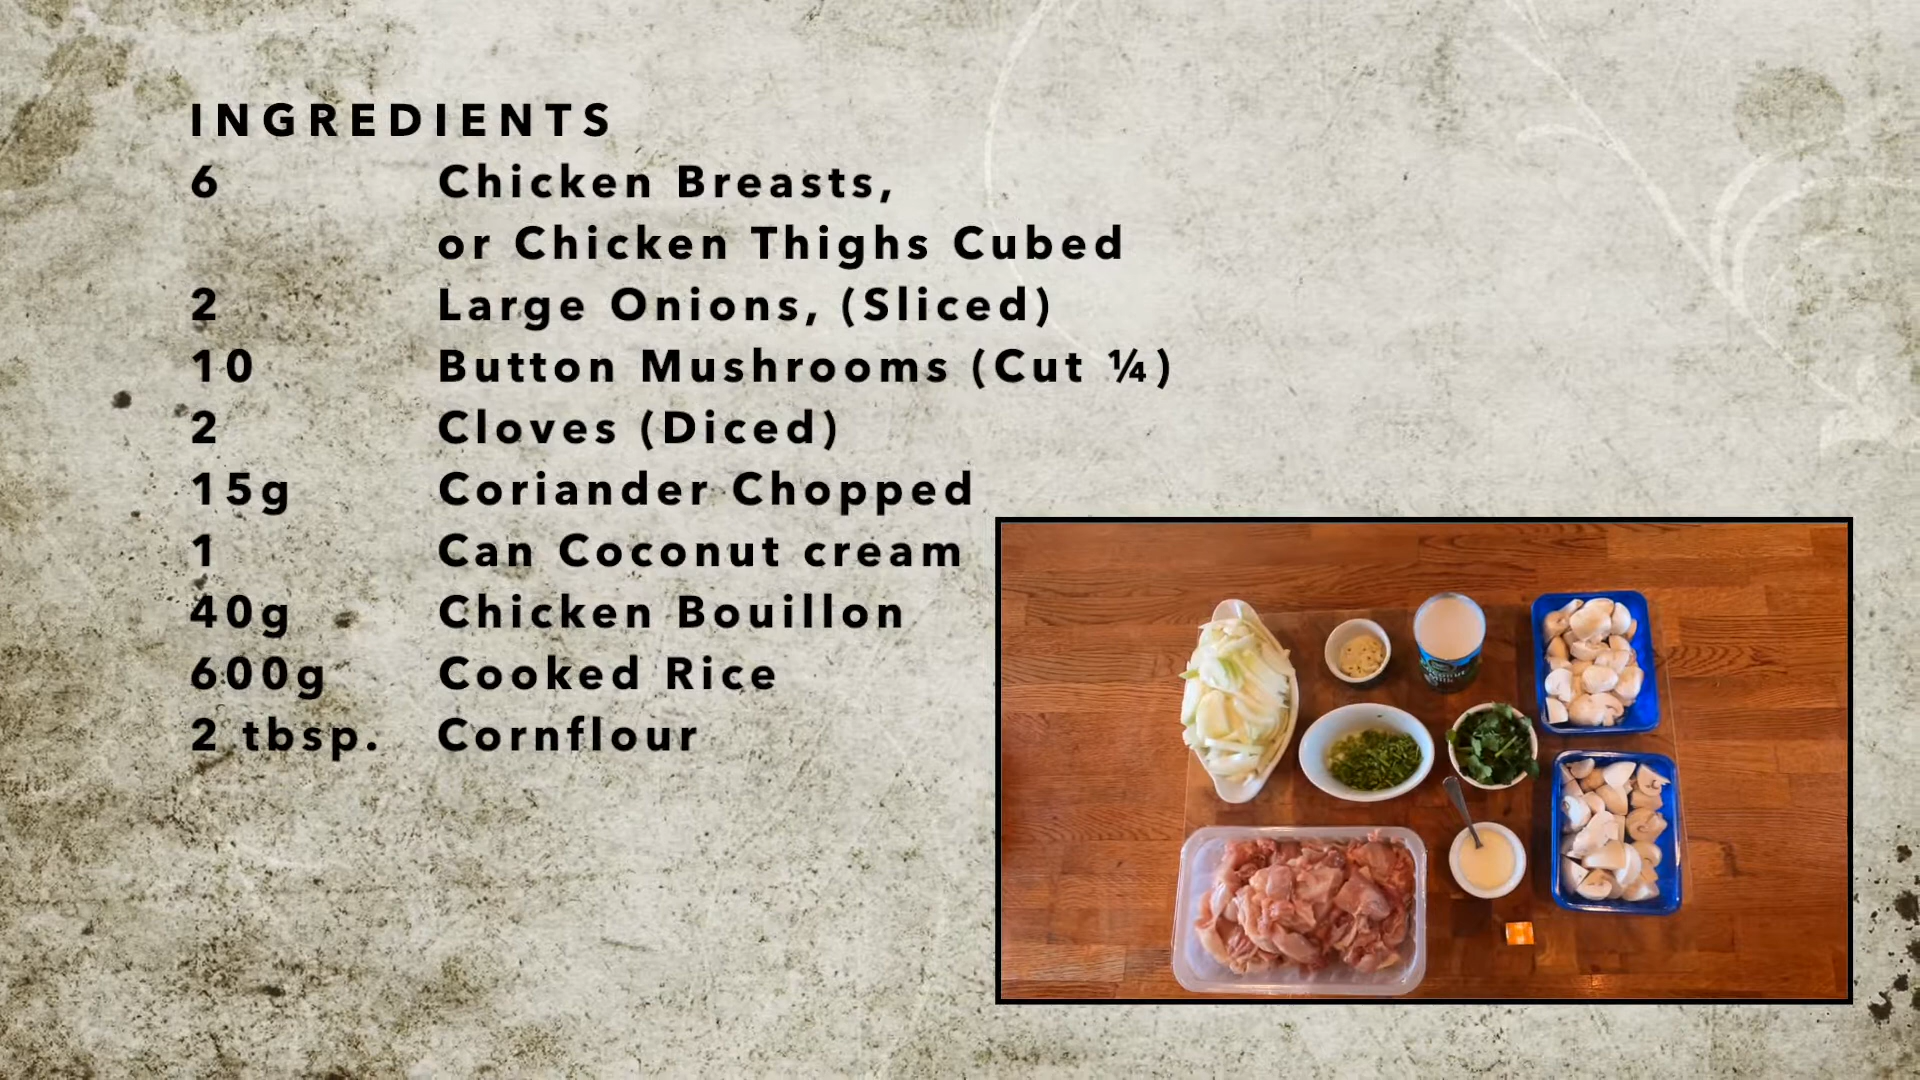 INGREDIENTS
6 Chicken Breasts,
or Chicken Thighs Cubed
2 Large Onions, (Sliced)
10 Button Mushrooms (Cut ¼)
2 Cloves (Diced)
15g Coriander Chopped
1 Can Coconut cream
40g Chicken Bouillon
600g Cooked Rice
2 tbsp. Cornflour